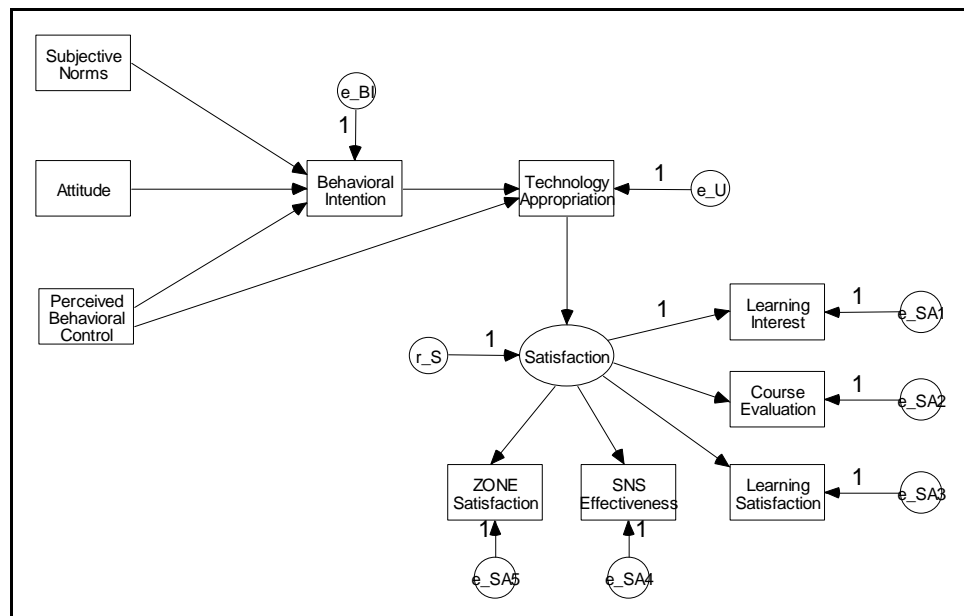 Subjective
Norms
e_BI
1
Attitude
Behavioral
Intention
Technology
Appropriation
1
e_U
Perceived
Behavioral
Control
r_S
1
Satisfaction
1
Learning
Interest
1
e_SA1
Course
Evaluation
1
e_SA2
Learning
Satisfaction
1
e_SA3
ZONE
Satisfaction
SNS
Effectiveness
1
1
e_SA5
e_SA4